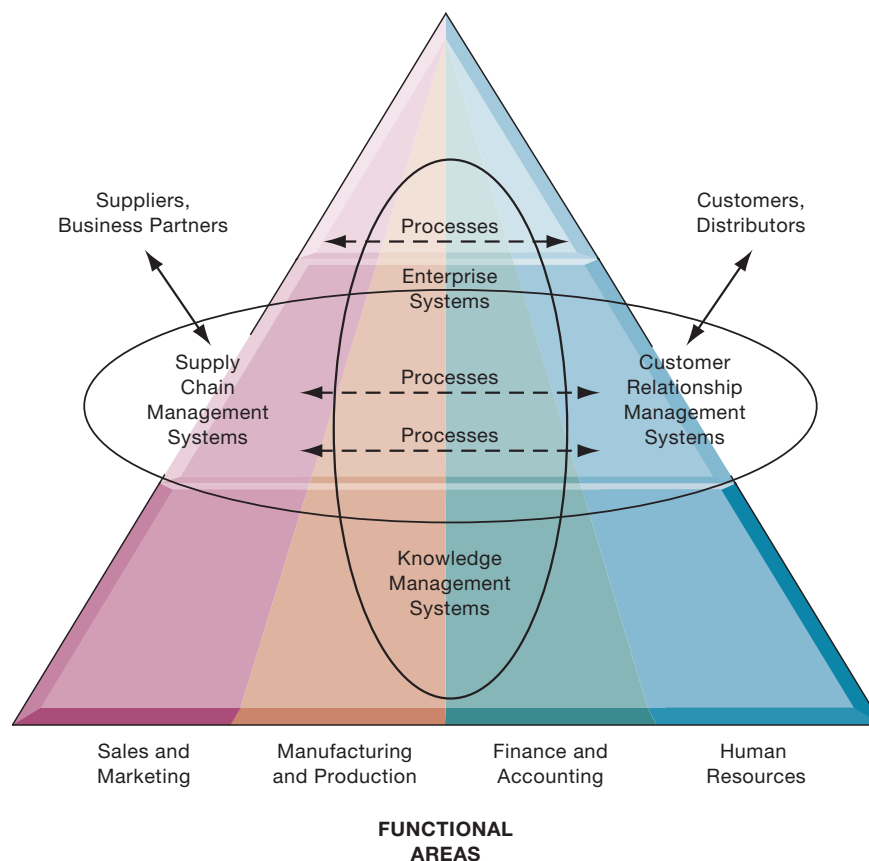 Suppliers,
Business Partners
Customers,
Distributors
Processes
Enterprise
Systems
Supply
Chain
Management
Systems
Processes
Processes
Customer
Relationship
Management
Systems
Knowledge
Management
Systems
Sales and
Marketing
Manufacturing
and Production
Finance and
Accounting
Human
Resources
FUNCTIONAL
AREAS